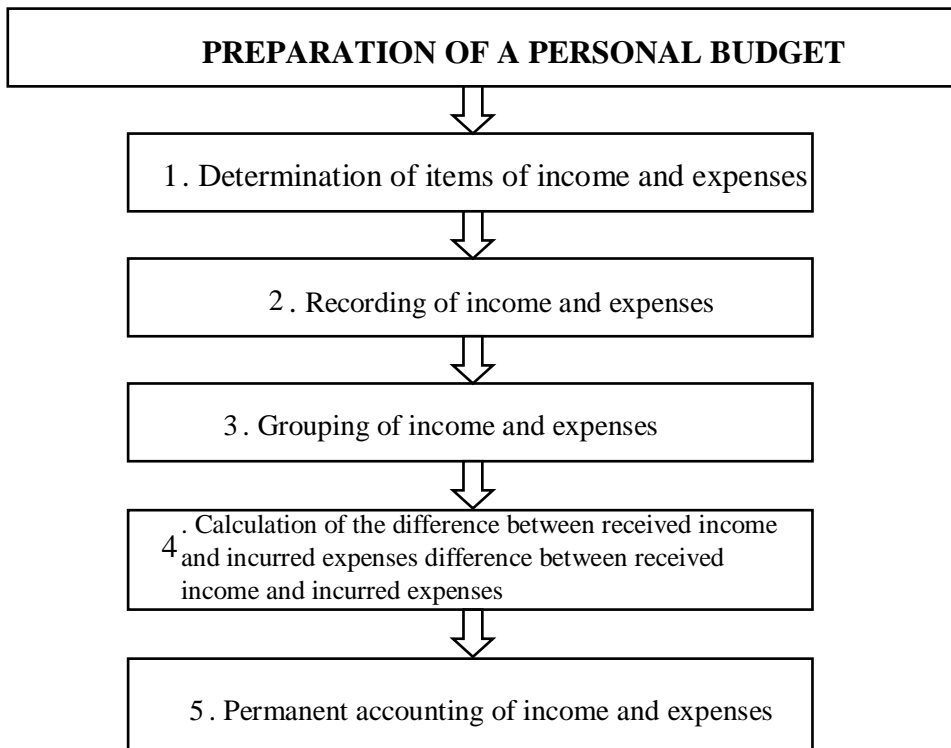 PREPARATION OF A PERSONAL BUDGET
1. Determination of items of income and expenses
2. Recording of income and expenses
3. Grouping of income and expenses
4. Calculation of the difference between received income
and incurred expenses difference between received
income and incurred expenses
5. Permanent accounting of income and expenses